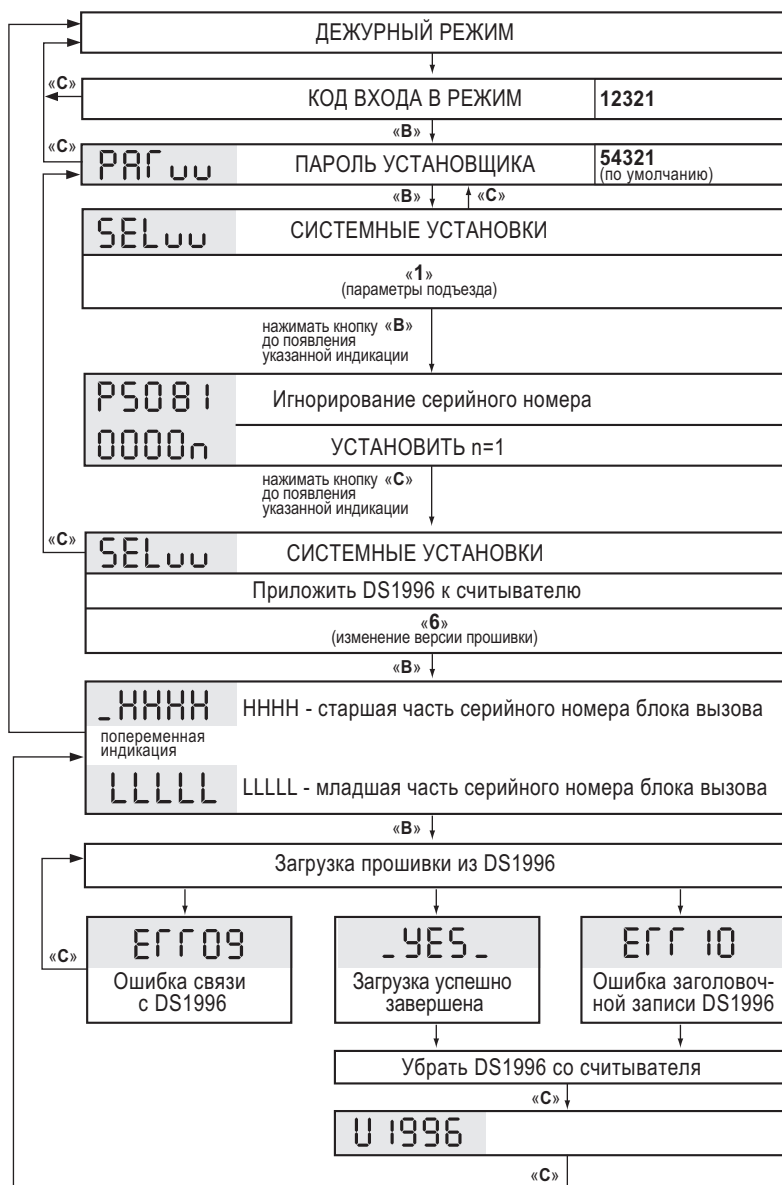 ДЕЖУРНЫЙ РЕЖИМ
«С»
КОД ВХОДА В РЕЖИМ 12321
«В»
«С»
PAГuu ПАРОЛЬ УСТАНОВЩИКА 54321
(по умолчанию)
«В» «С»
SELuu СИСТЕМНЫЕ УСТАНОВКИ
«1»
(параметры подъезда)
нажимать кнопку «В»
до появления
указанной индикации
PS081 Игнорирование серийного номера
0000n УСТАНОВИТЬ n=1
нажимать кнопку «С»
до появления
указанной индикации
«С»
SELuu СИСТЕМНЫЕ УСТАНОВКИ
Приложить DS1996 к считывателю
«6»
(изменение версии прошивки)
«В»
_HHHH HHHH - старшая часть серийного номера блока вызова
попеременная
индикация
LLLLL LLLLL - младшая часть серийного номера блока вызова
«В»
Загрузка прошивки из DS1996
«С»
EГГ09
Ошибка связи
с DS1996
_YES_
Загрузка успешно
завершена
EГГ10
Ошибка заголовоч-
ной записи DS1996
Убрать DS1996 со считывателя
«С»
U1996
«С»